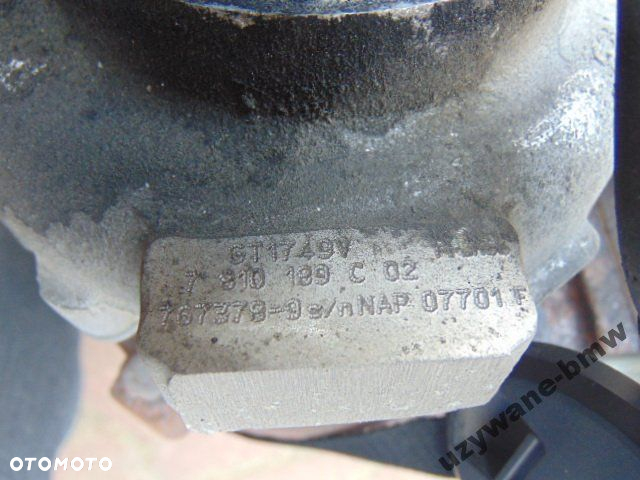 GT1749V
7 810 189 C 02
767378-9 s/n NAP 07701 F
uzywane-bmw
OTOMOTO